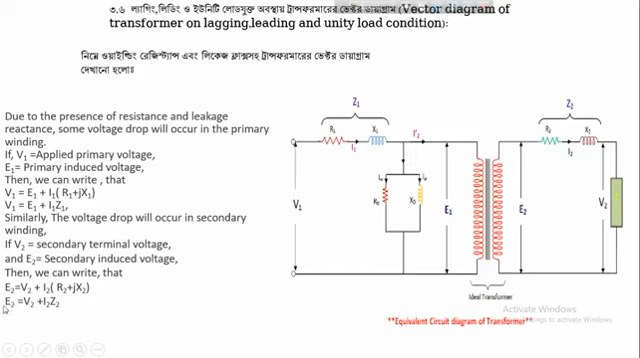 ৩.৬ ল্যাগিং,লিডিং ও ইউনিটি লোডযুক্ত অবস্থায় ট্রান্সফরমারের ভেক্টর ডায়াগ্রাম (Vector diagram of
transformer on lagging,leading and unity load condition):
নিম্নে ওয়াইন্ডিং রেজিস্ট্যান্স এবং লিকেজ ফ্লাক্সসহ ট্রান্সফরমারের ভেক্টর ডায়াগ্রাম
দেখানো হলোঃ
Due to the presence of resistance and leakage
reactance, some voltage drop will occur in the primary
winding.
If, V₁ =Applied primary voltage,
E₁= Primary induced voltage,
Then, we can write , that
V₁ = E₁ + I₁( R₁+jX₁)
V₁ = E₁ + I₁Z₁,
Similarly, The voltage drop will occur in secondary
winding,
If V₂ = secondary terminal voltage,
and E₂= Secondary induced voltage,
Then, we can write, that
E₂=V₂ + I₂( R₂+jX₂)
E₂ =V₂ +I₂Z₂
Z₁
R₁ X₁
I₁ I'₂
R₀ X₀
V₁ E₁ E₂ V₂
Z₂
R₂ X₂
I₂
Ideal Transformer
**Equivalent Circuit diagram of Transformer**
Activate Windows